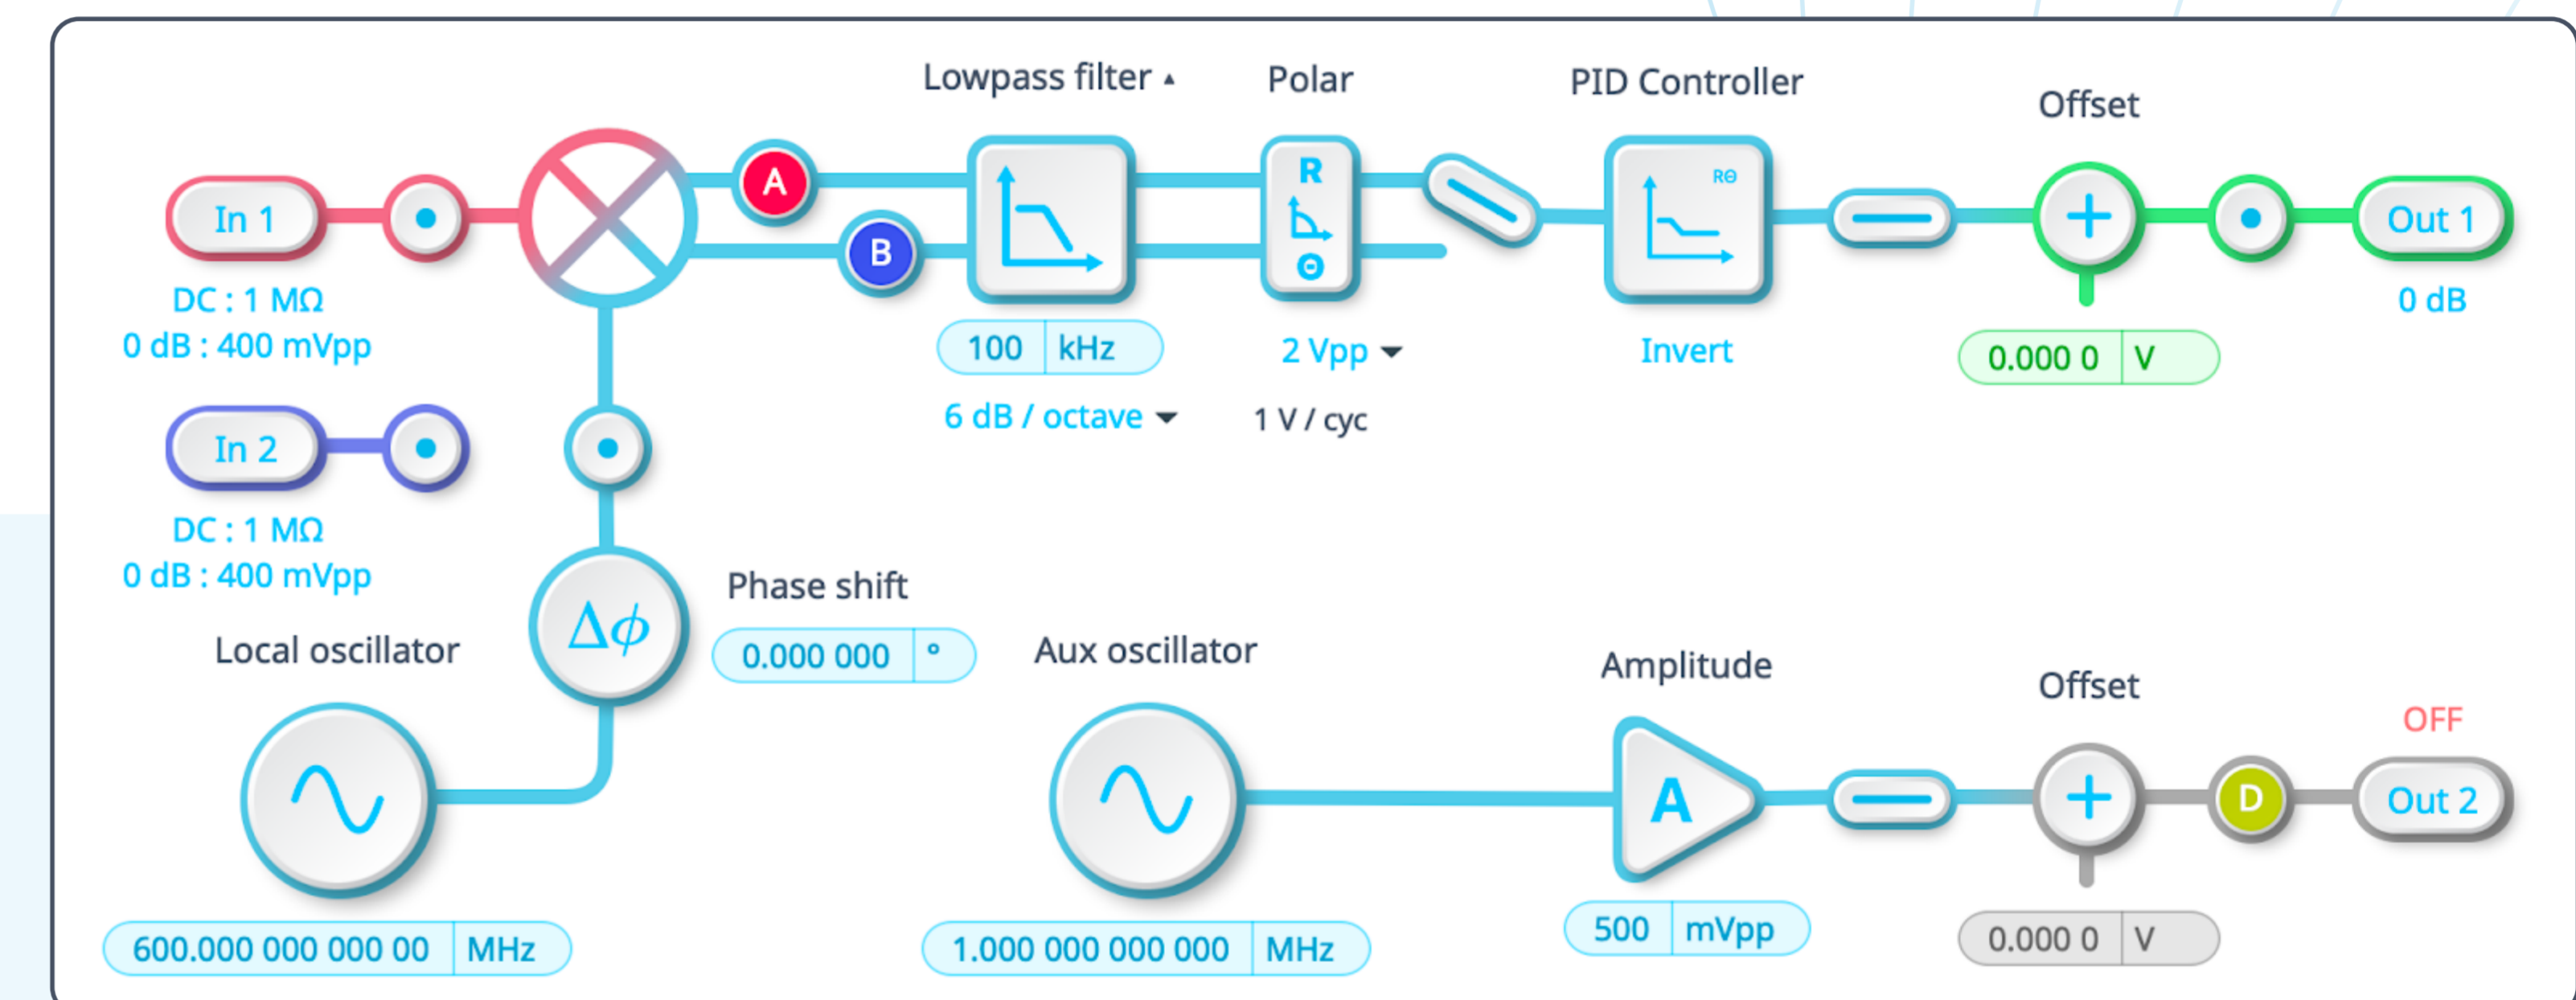 Lowpass filter
Polar
PID Controller
Offset
In 1
A
B
R
Θ
RΘ
Out 1
DC : 1 MΩ
0 dB : 400 mVpp
100 kHz
6 dB / octave
2 Vpp
1 V / cyc
Invert
0.000 0 V
0 dB
In 2
DC : 1 MΩ
0 dB : 400 mVpp
Δϕ
Phase shift
0.000 000 °
Local oscillator
600.000 000 000 00 MHz
Aux oscillator
1.000 000 000 000 MHz
Amplitude
A
500 mVpp
Offset
0.000 0 V
D
OFF
Out 2